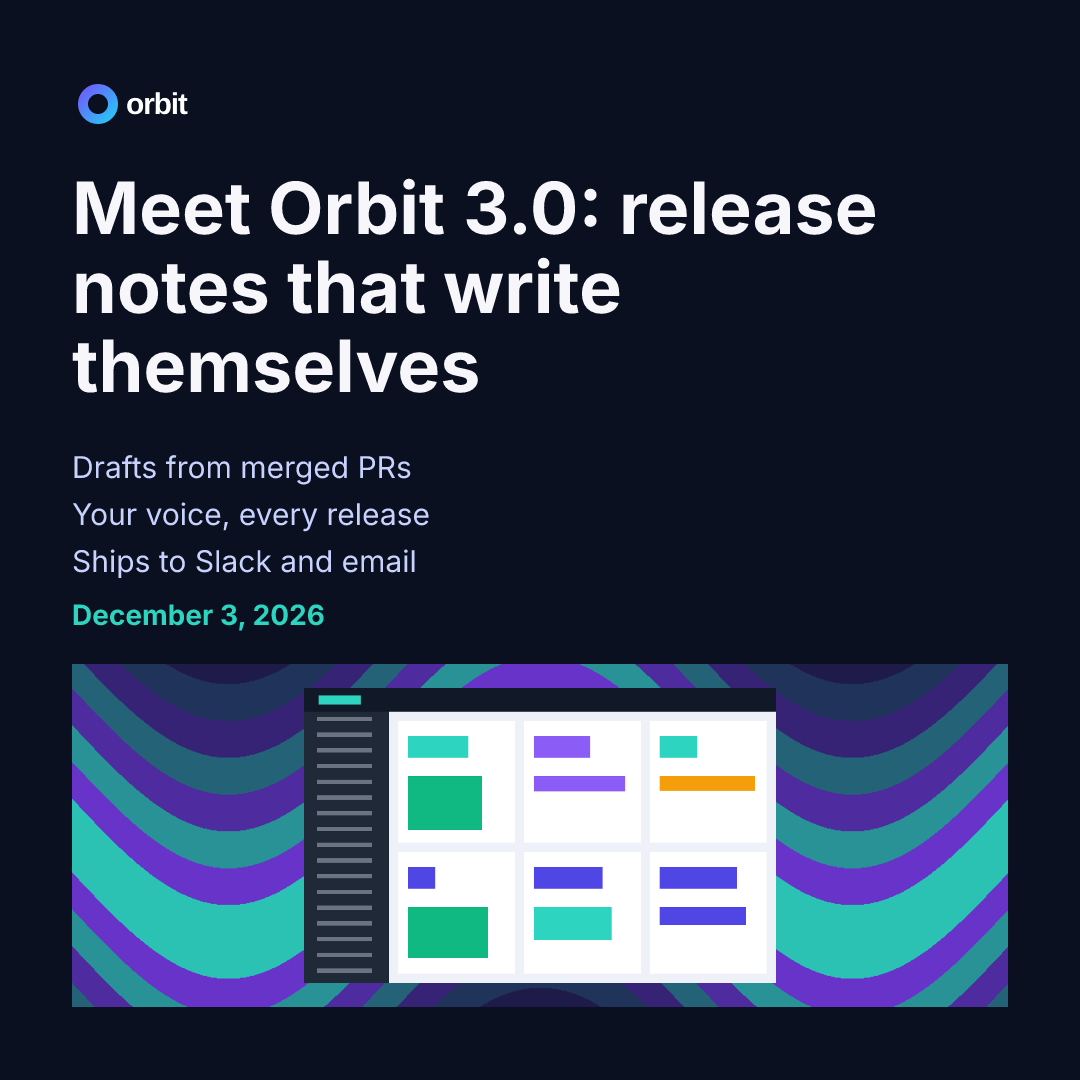 orbit
Meet Orbit 3.0: release
notes that write
themselves
Drafts from merged PRs
Your voice, every release
Ships to Slack and email
December 3, 2026